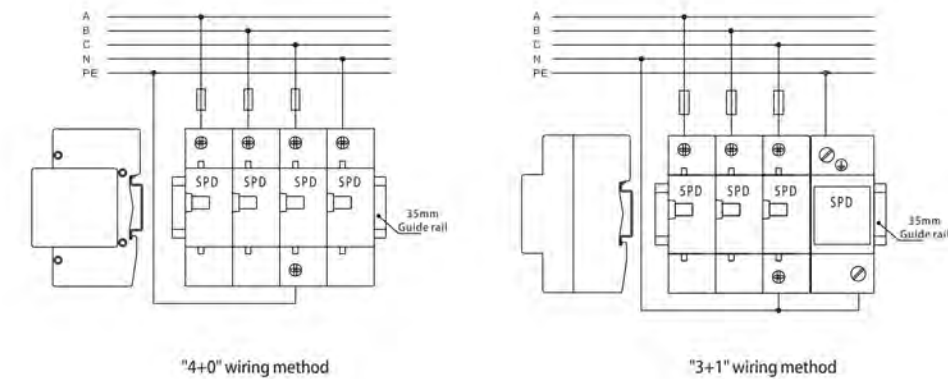 A
B
C
N
PE
SPD SPD SPD SPD
35mm
Guide rail
"4+0" wiring method
A
B
C
N
PE
SPD SPD SPD SPD
35mm
Guide rail
"3+1" wiring method